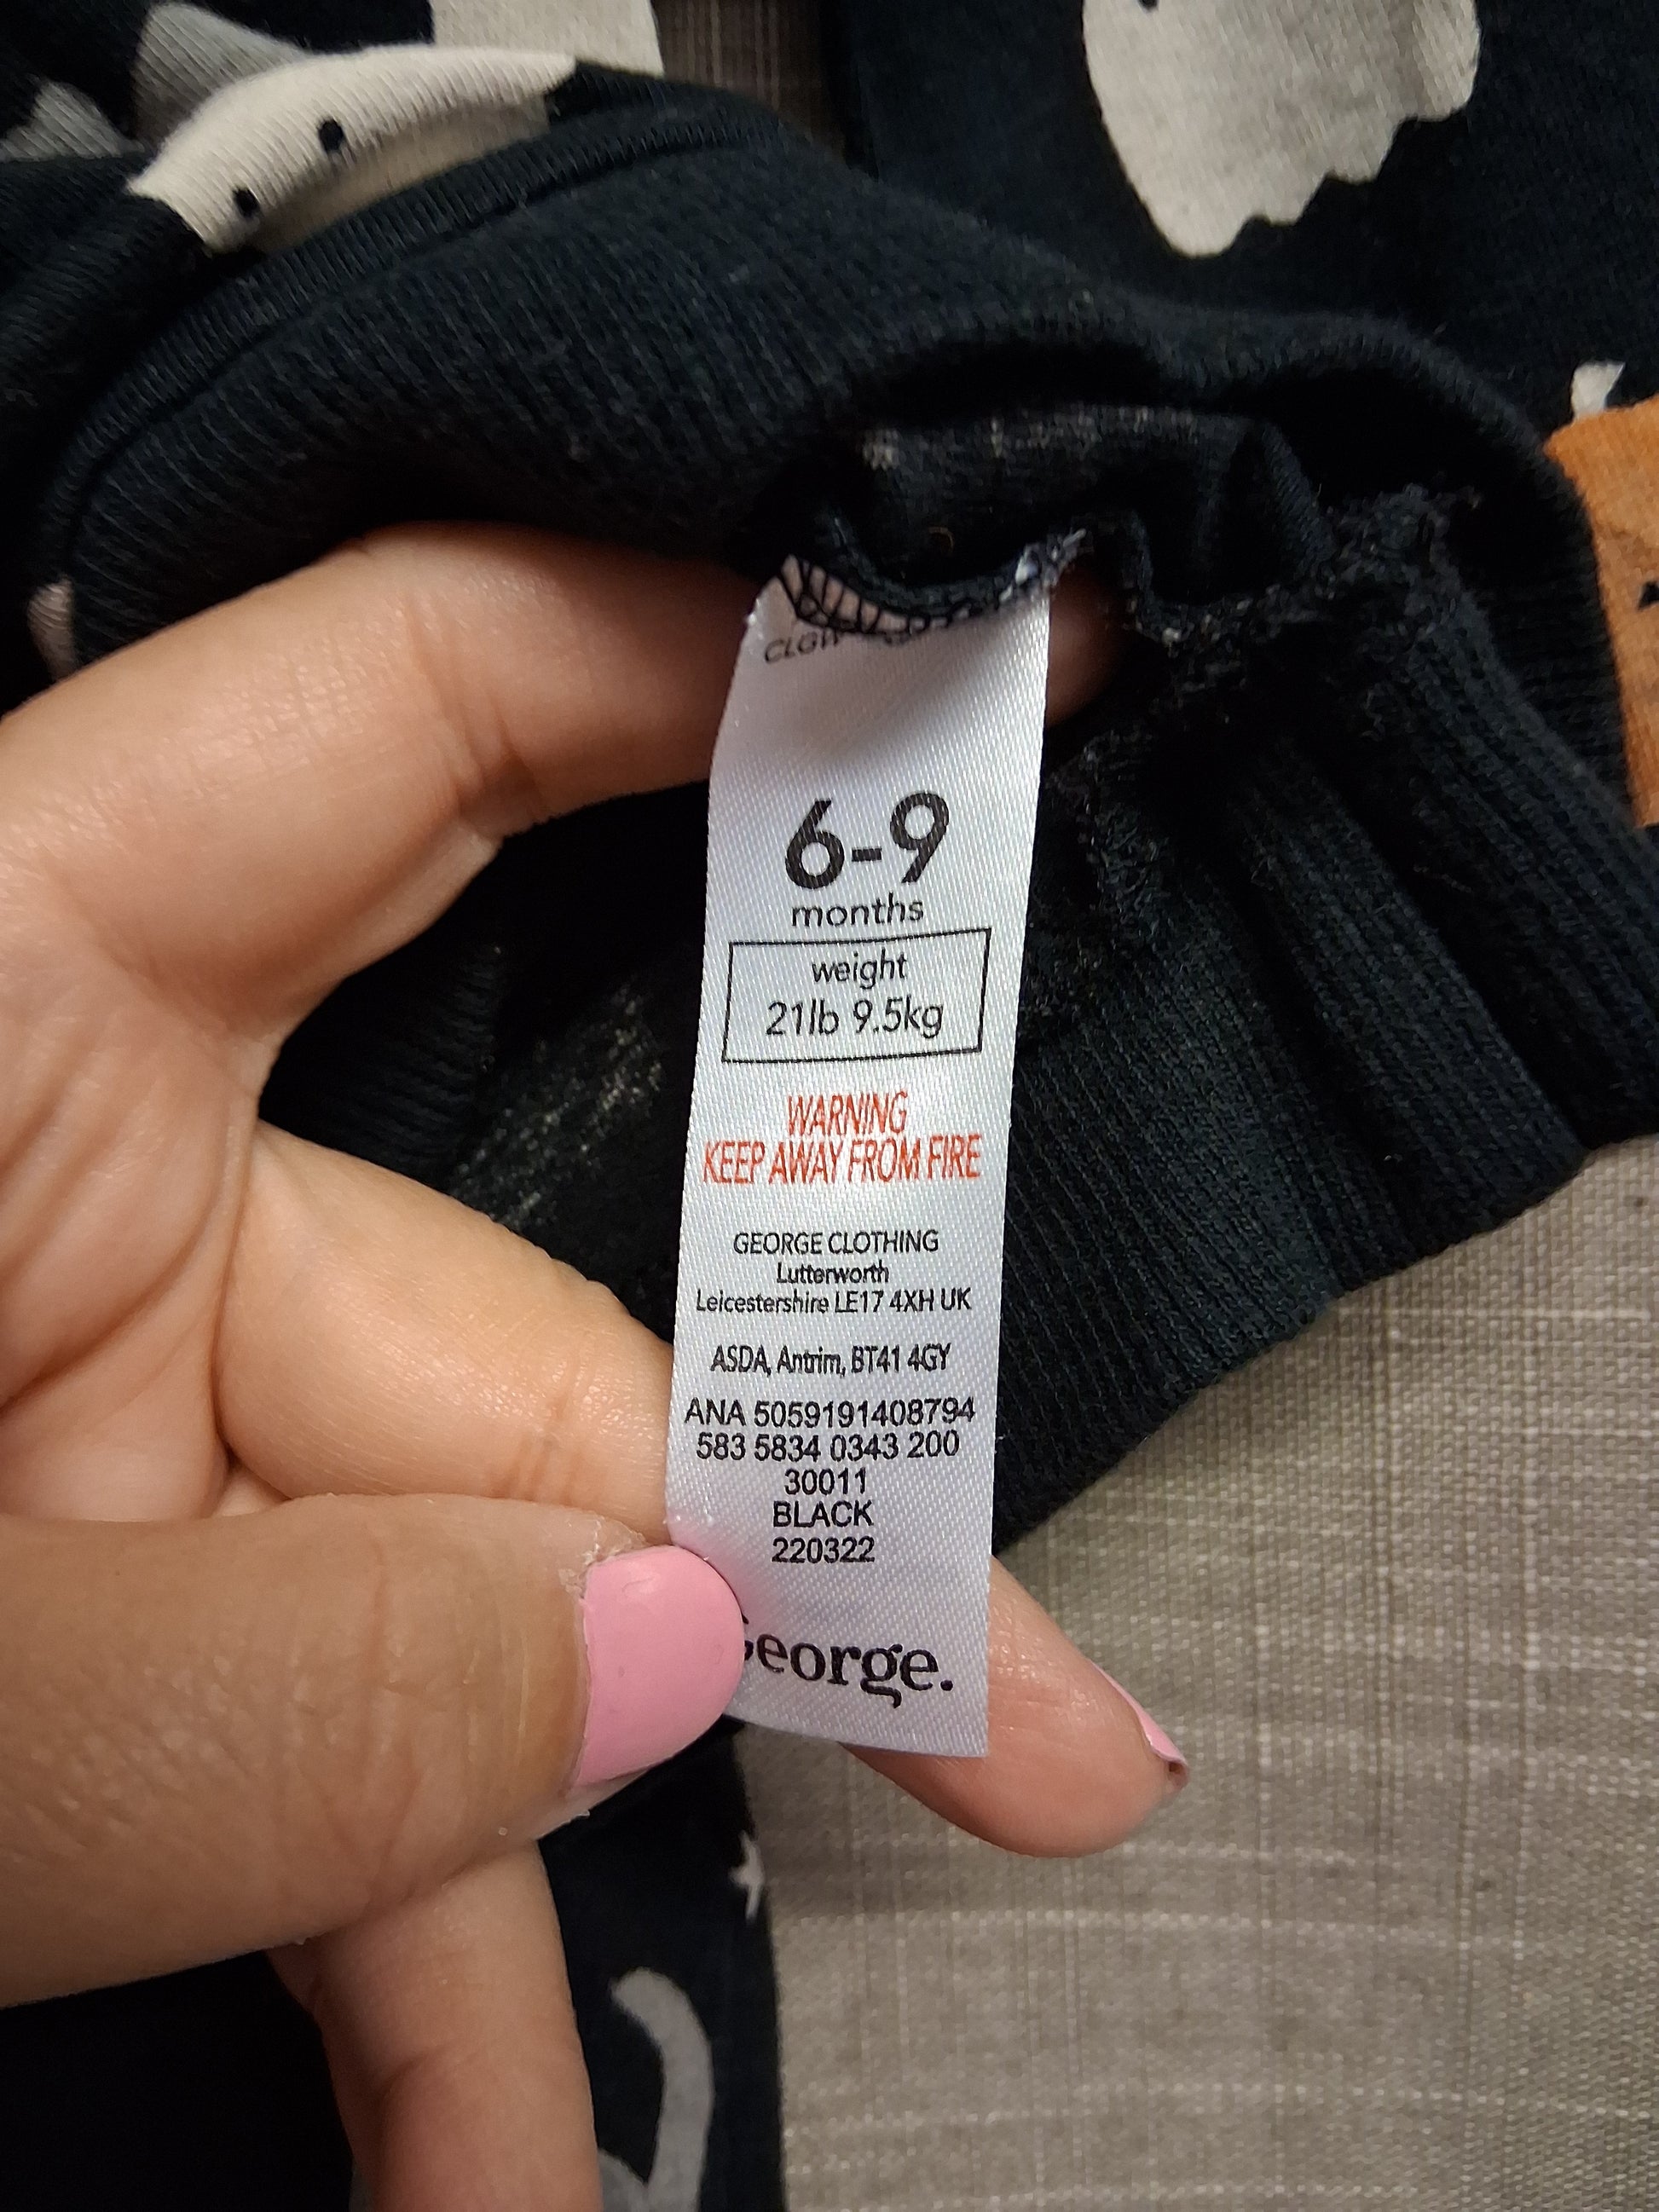 6-9
months
weight
21lb 9.5kg
WARNING
KEEP AWAY FROM FIRE
GEORGE CLOTHING
Lutterworth
Leicestershire LE17 4XH UK
ASDA, Antrim, BT41 4GY
ANA 5059191408794
583 5834 0343 200
30011
BLACK
220322
George.